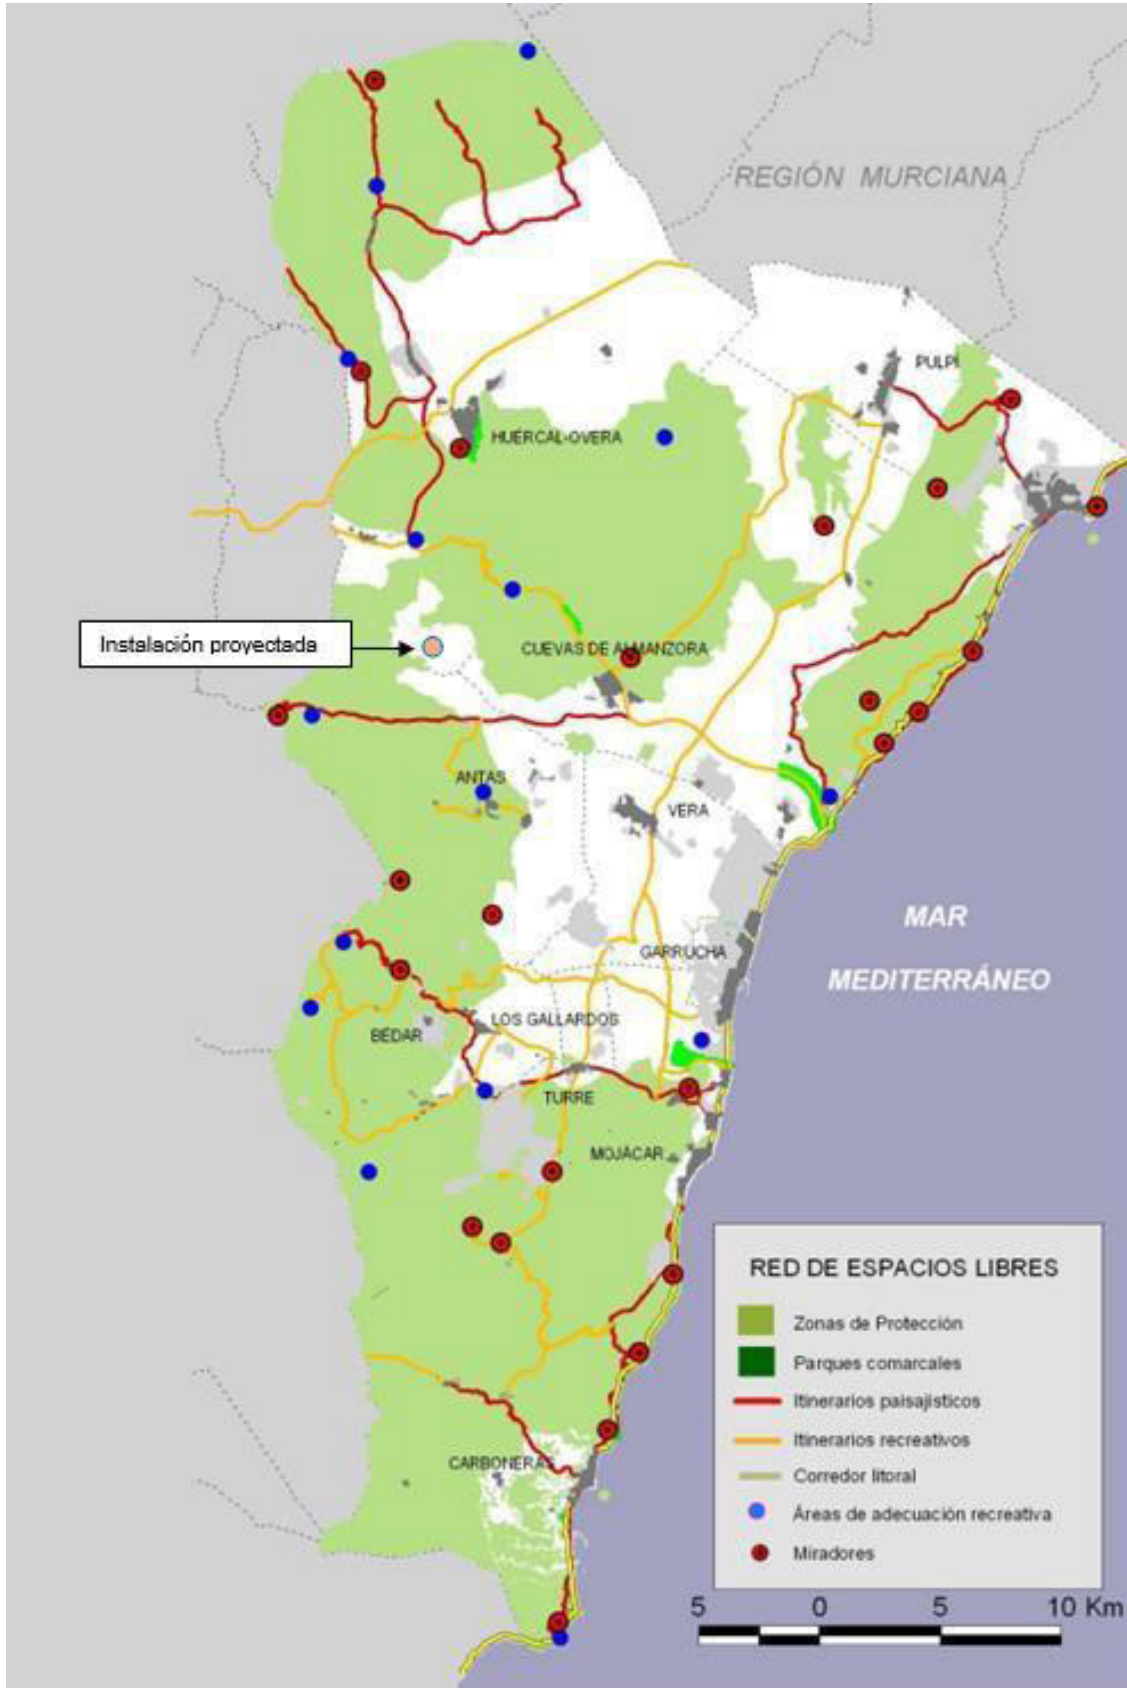 REGIÓN MURCIANA
PULPÍ
HUÉRCAL-OVERA
Instalación proyectada
CUEVAS DE ALMANZORA
ANTAS
VERA
MAR
MEDITERRÁNEO
GARRUCHA
LOS GALLARDOS
BÉDAR
TURRE
MOJÁCAR
CARBONERAS
RED DE ESPACIOS LIBRES
Zonas de Protección
Parques comarcales
Itinerarios paisajísticos
Itinerarios recreativos
Corredor litoral
Áreas de adecuación recreativa
Miradores
5 0 5 10 Km